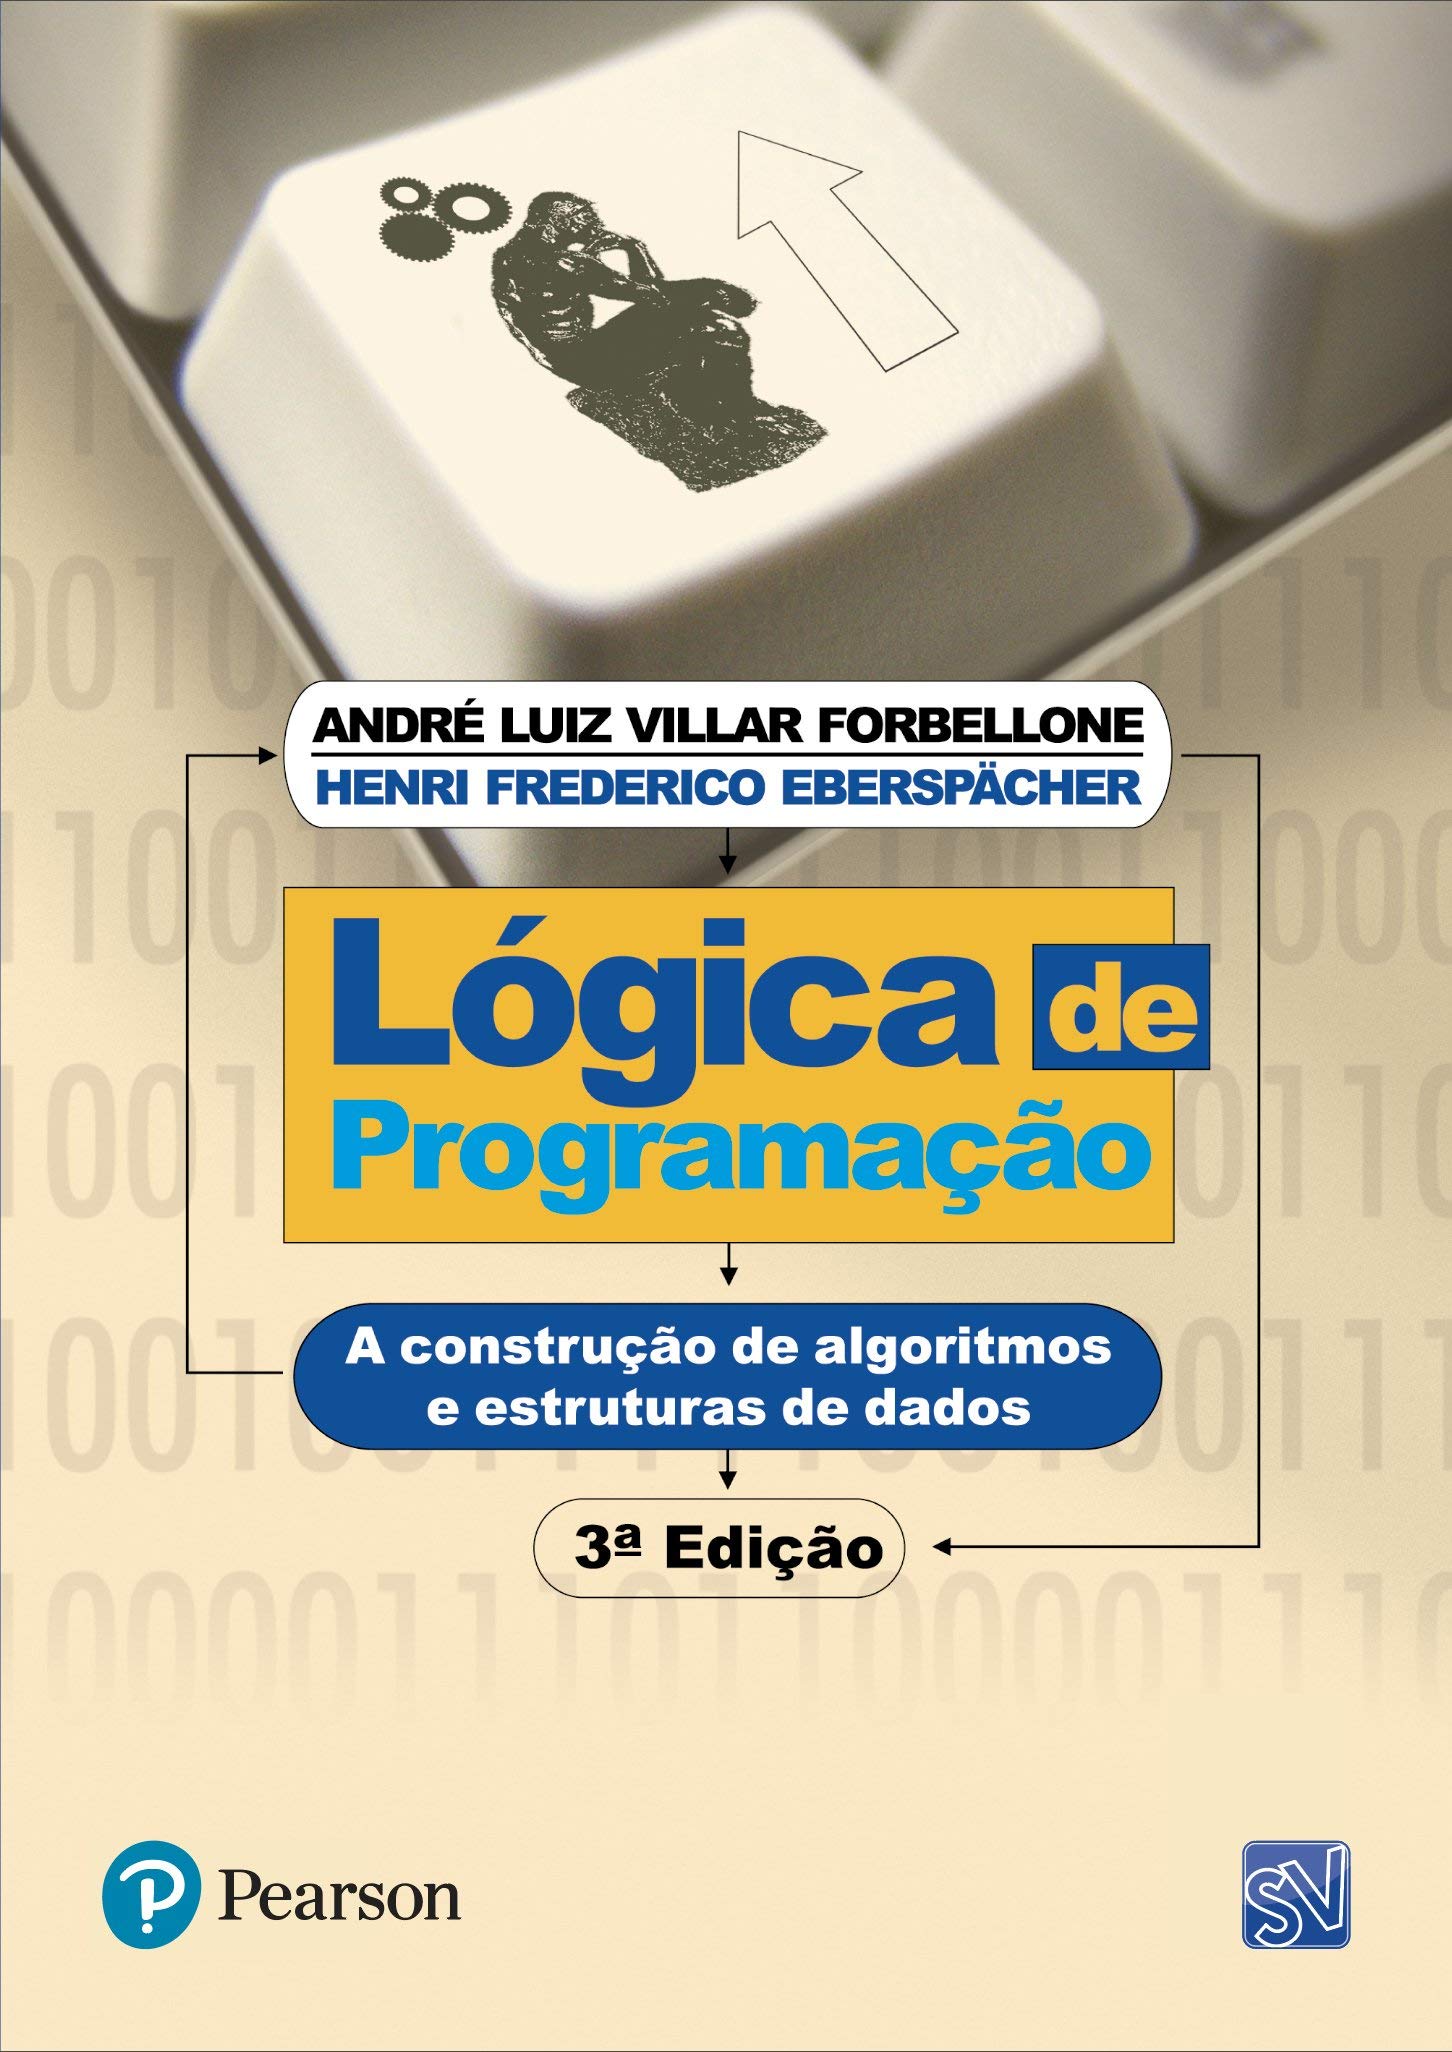 ANDRÉ LUIZ VILLAR FORBELLONE
HENRI FREDERICO EBERSPÄCHER
Lógica de
Programação
A construção de algoritmos
e estruturas de dados
3ª Edição
Pearson
SV